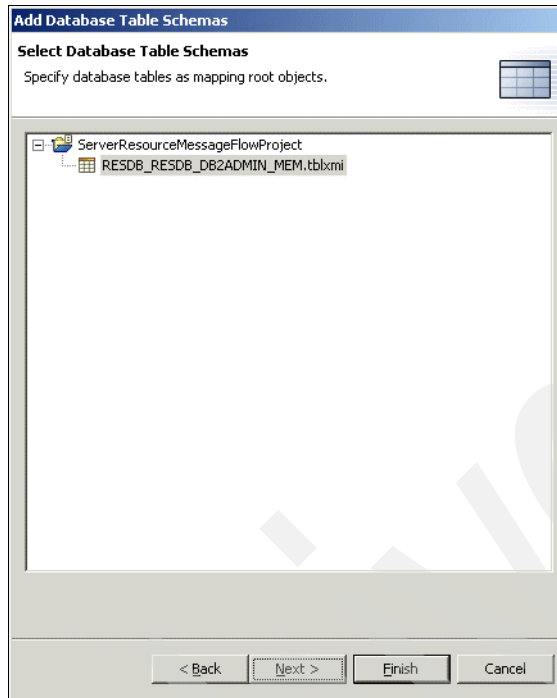 Add Database Table Schemas
Select Database Table Schemas
Specify database tables as mapping root objects.
ServerResourceMessageFlowProject
RESDB_RESDB_DB2ADMIN_MEM.tblxmi
< Back
Next >
Finish
Cancel